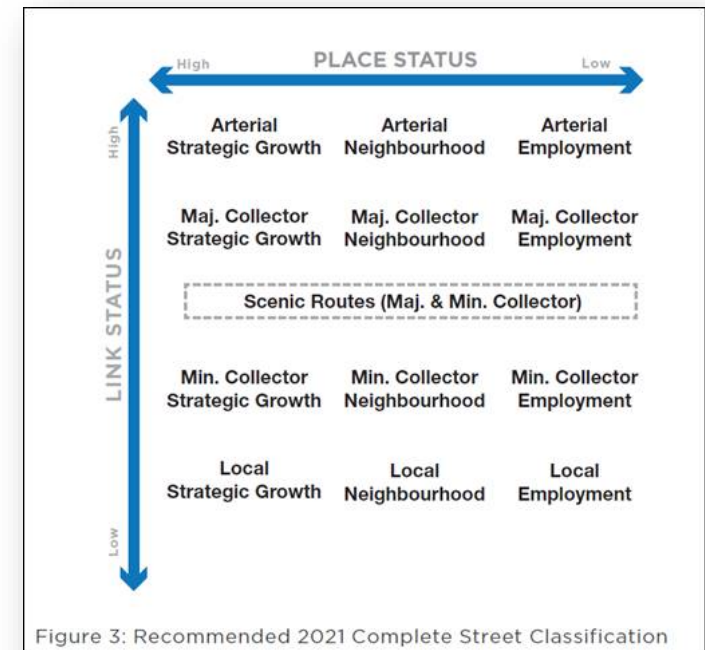 PLACE STATUS
High
Low
LINK STATUS
High
Low
Arterial
Strategic Growth
Arterial
Neighbourhood
Arterial
Employment
Maj. Collector
Strategic Growth
Maj. Collector
Neighbourhood
Maj. Collector
Employment
Scenic Routes (Maj. & Min. Collector)
Min. Collector
Strategic Growth
Min. Collector
Neighbourhood
Min. Collector
Employment
Local
Strategic Growth
Local
Neighbourhood
Local
Employment
Figure 3: Recommended 2021 Complete Street Classification